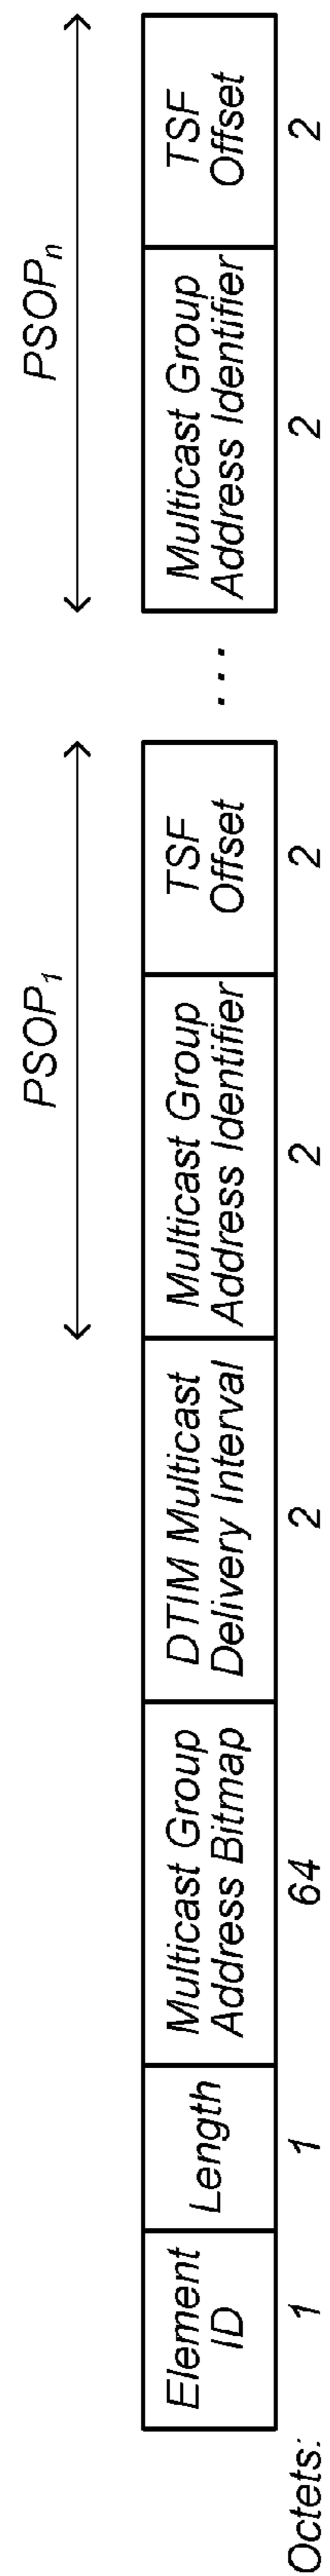 PSOP1
PSOPn
Element
ID
Length
Multicast Group
Address Bitmap
DTIM Multicast
Delivery Interval
Multicast Group
Address Identifier
TSF
Offset
...
Multicast Group
Address Identifier
TSF
Offset
Octets: 1 1 64 2 2 2 2 2